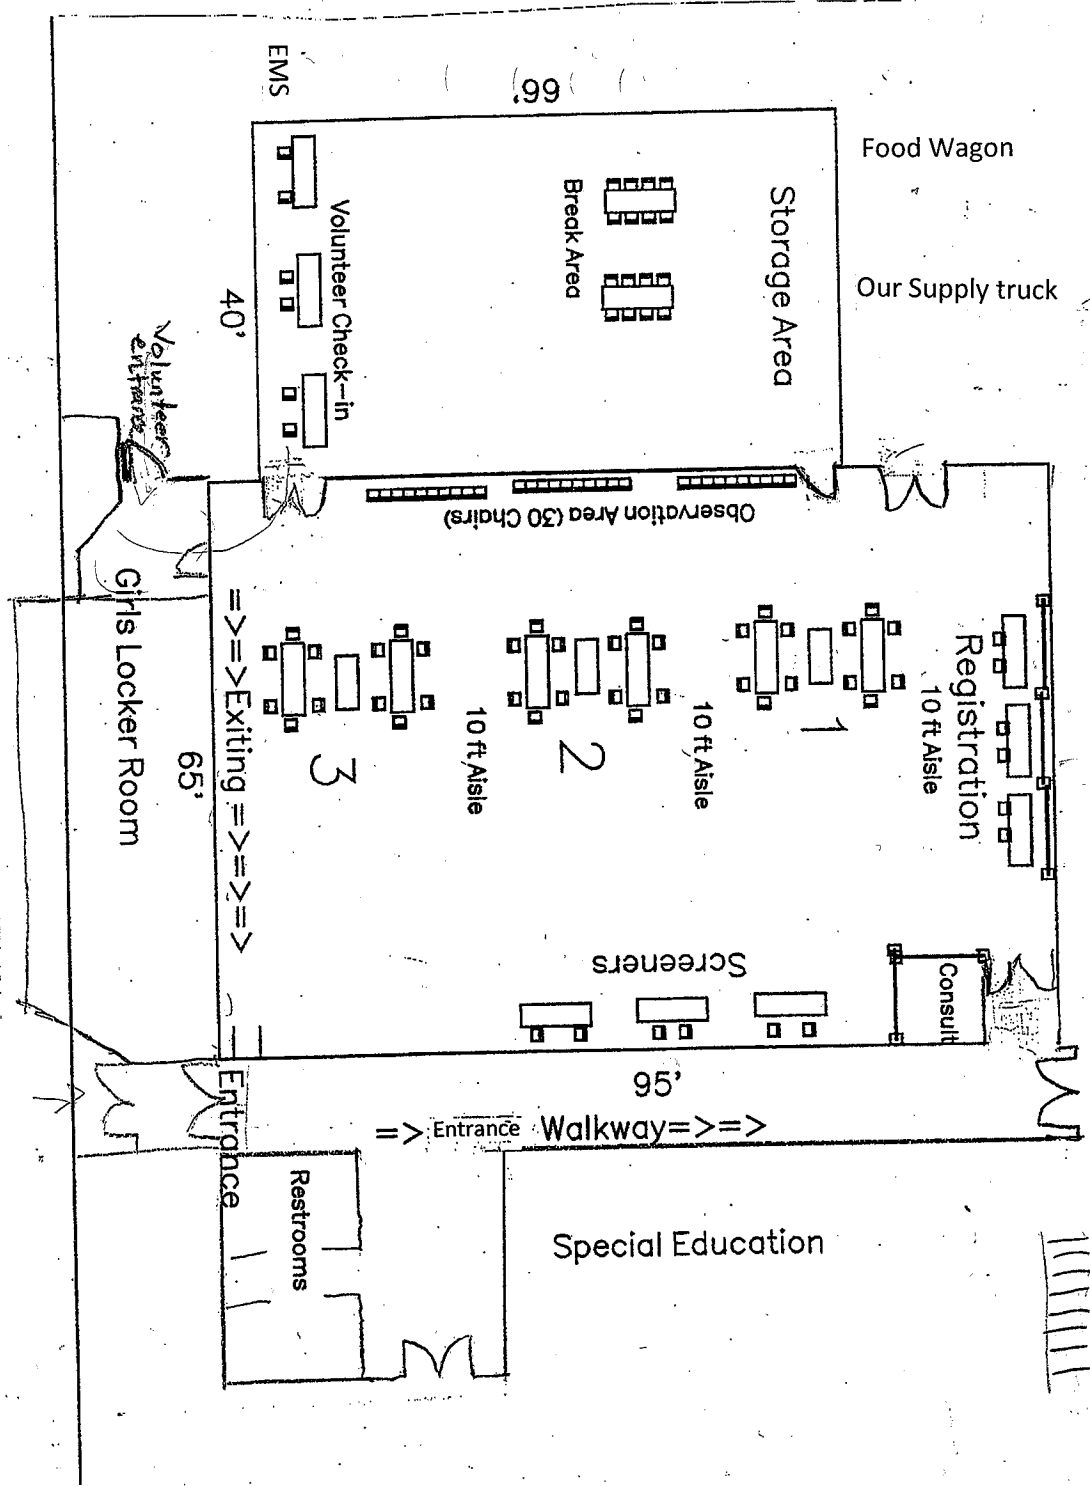 EMS
66'
Food Wagon
Storage Area
Break Area
Volunteer Check-in
Our Supply truck
40'
Volunteer
entrans
Observation Area (30 Chairs)
Girls Locker Room
=>=>=>Exiting =>=>=>=>
65'
3
10 ft Aisle
2
10 ft Aisle
1
10 ft Aisle
Registration
Screeners
Consult
95'
Entrance
=> Entrance Walkway=>=>
Restrooms
Special Education